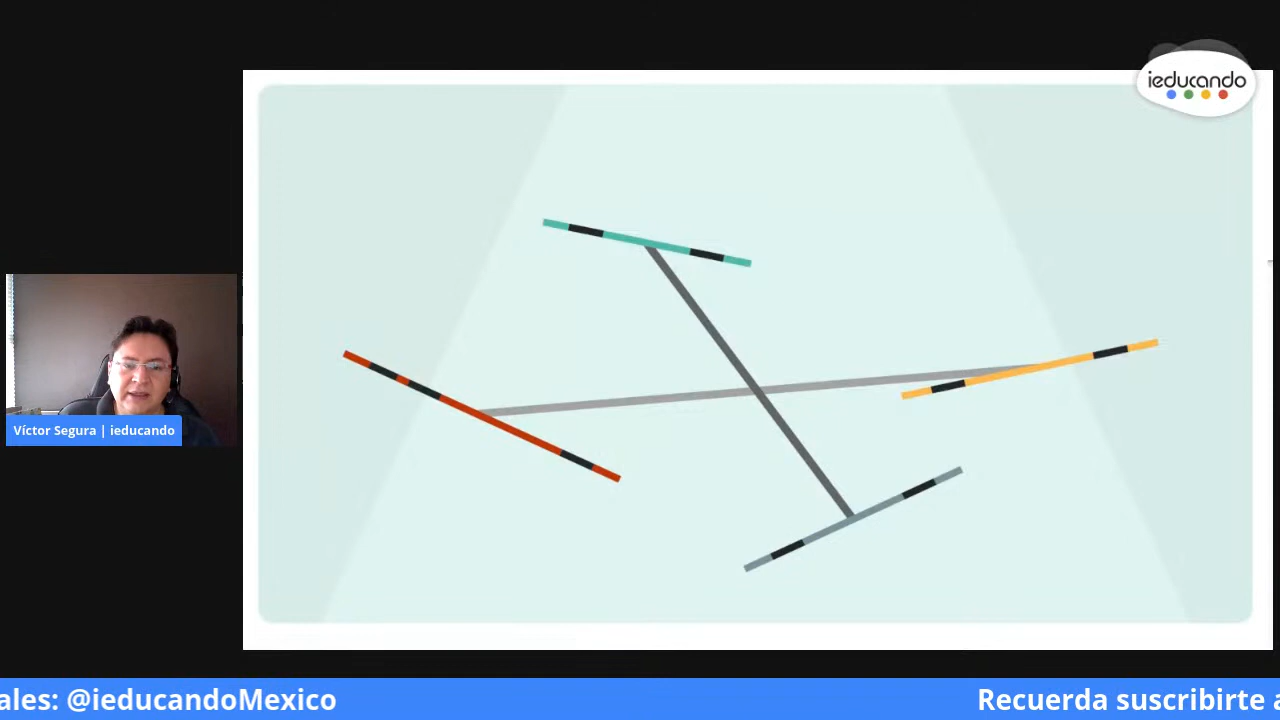 ieducando
Víctor Segura | ieducando
ales: @ieducandoMexico
Recuerda suscribirte a